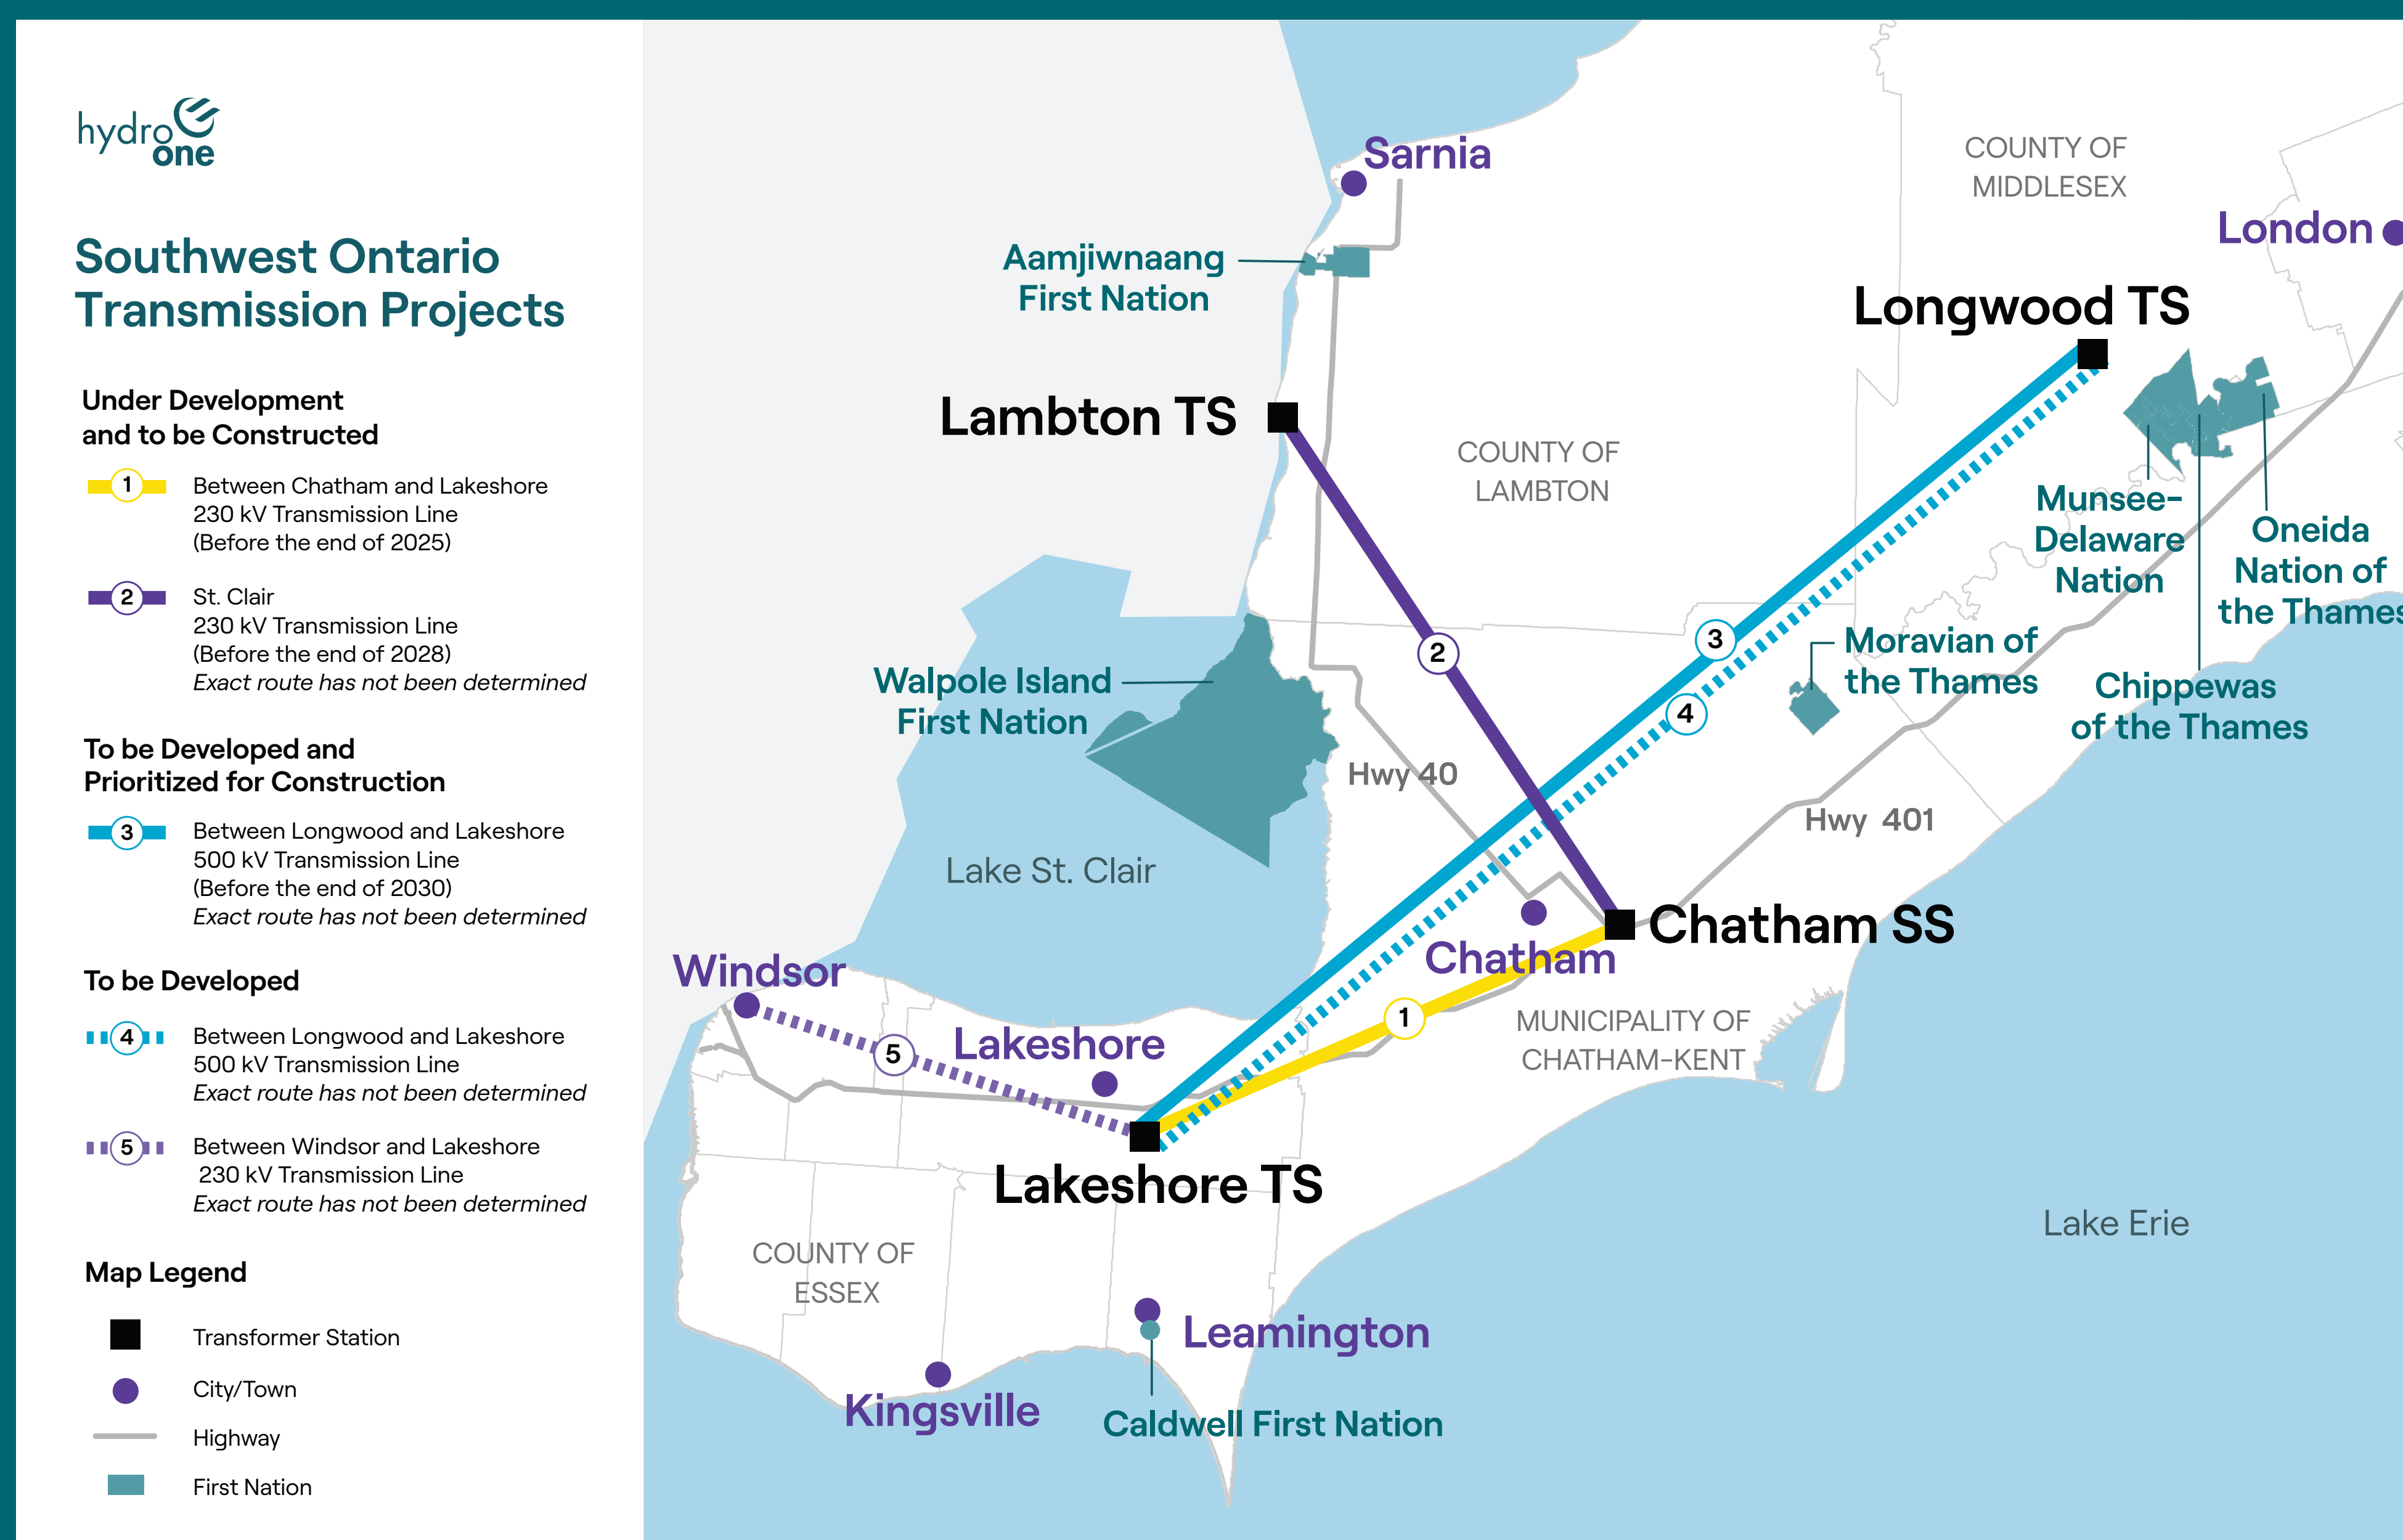 hydro
one
Southwest Ontario
Transmission Projects
Under Development
and to be Constructed
1
Between Chatham and Lakeshore
230 kV Transmission Line
(Before the end of 2025)
2
St. Clair
230 kV Transmission Line
(Before the end of 2028)
Exact route has not been determined
To be Developed and
Prioritized for Construction
3
Between Longwood and Lakeshore
500 kV Transmission Line
(Before the end of 2030)
Exact route has not been determined
To be Developed
4
Between Longwood and Lakeshore
500 kV Transmission Line
Exact route has not been determined
5
Between Windsor and Lakeshore
230 kV Transmission Line
Exact route has not been determined
Map Legend
Transformer Station
City/Town
Highway
First Nation
Sarnia
COUNTY OF
MIDDLESEX
London
Aamjiwnaang
First Nation
Longwood TS
Lambton TS
COUNTY OF
LAMBTON
Munsee-
Delaware
Nation
Oneida
Nation of
the Thames
2
3
4
Moravian of
the Thames
Chippewas
of the Thames
Walpole Island
First Nation
Hwy 40
Hwy 401
Lake St. Clair
Chatham SS
Chatham
Windsor
1
MUNICIPALITY OF
CHATHAM-KENT
5
Lakeshore
Lakeshore TS
Lake Erie
COUNTY OF
ESSEX
Leamington
Kingsville
Caldwell First Nation